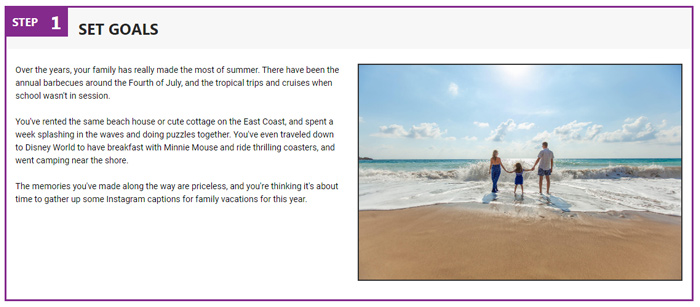 STEP 1
SET GOALS
Over the years, your family has really made the most of summer. There have been the
annual barbecues around the Fourth of July, and the tropical trips and cruises when
school wasn't in session.
You've rented the same beach house or cute cottage on the East Coast, and spent a
week splashing in the waves and doing puzzles together. You've even traveled down
to Disney World to have breakfast with Minnie Mouse and ride thrilling coasters, and
went camping near the shore.
The memories you've made along the way are priceless, and you're thinking it's about
time to gather up some Instagram captions for family vacations for this year.